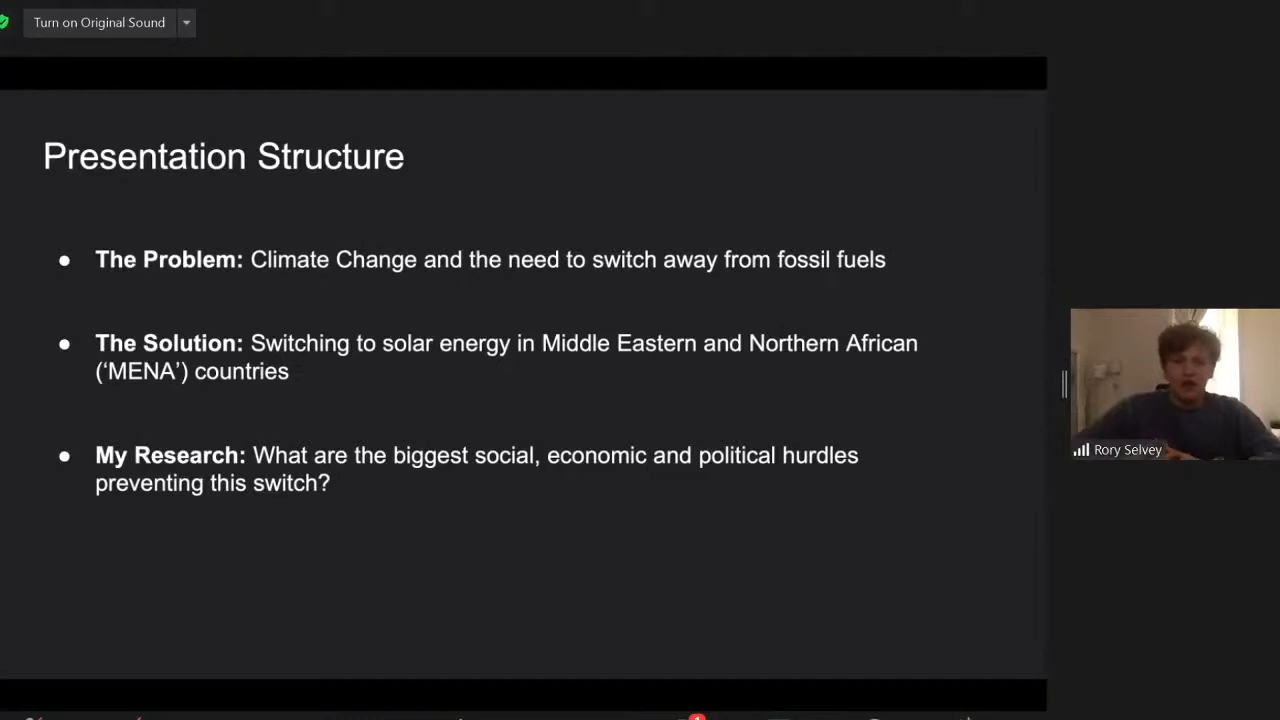 Turn on Original Sound
Presentation Structure
● The Problem: Climate Change and the need to switch away from fossil fuels
● The Solution: Switching to solar energy in Middle Eastern and Northern African
(‘MENA’) countries
● My Research: What are the biggest social, economic and political hurdles
preventing this switch?
Rory Selvey
1